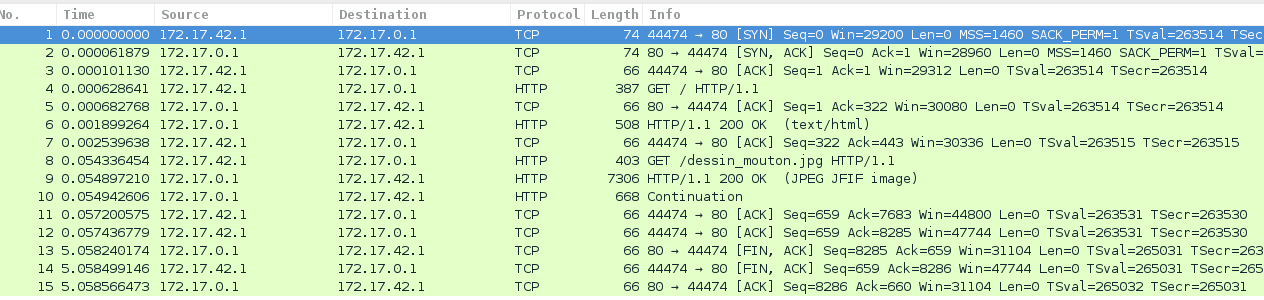 No. Time Source Destination Protocol Length Info
1 0.000000000 172.17.42.1 172.17.0.1 TCP 74 44474 → 80 [SYN] Seq=0 Win=29200 Len=0 MSS=1460 SACK_PERM=1 TSval=263514 TSec
2 0.000061879 172.17.0.1 172.17.42.1 TCP 74 80 → 44474 [SYN, ACK] Seq=0 Ack=1 Win=28960 Len=0 MSS=1460 SACK_PERM=1 TSval=
3 0.000101130 172.17.42.1 172.17.0.1 TCP 66 44474 → 80 [ACK] Seq=1 Ack=1 Win=29312 Len=0 TSval=263514 TSecr=263514
4 0.000628641 172.17.42.1 172.17.0.1 HTTP 387 GET / HTTP/1.1
5 0.000682768 172.17.0.1 172.17.42.1 TCP 66 80 → 44474 [ACK] Seq=1 Ack=322 Win=30080 Len=0 TSval=263514 TSecr=263514
6 0.001899264 172.17.0.1 172.17.42.1 HTTP 508 HTTP/1.1 200 OK (text/html)
7 0.002539638 172.17.42.1 172.17.0.1 TCP 66 44474 → 80 [ACK] Seq=322 Ack=443 Win=30336 Len=0 TSval=263515 TSecr=263515
8 0.054336454 172.17.42.1 172.17.0.1 HTTP 403 GET /dessin_mouton.jpg HTTP/1.1
9 0.054897210 172.17.0.1 172.17.42.1 HTTP 7306 HTTP/1.1 200 OK (JPEG JFIF image)
10 0.054942606 172.17.0.1 172.17.42.1 HTTP 668 Continuation
11 0.057200575 172.17.42.1 172.17.0.1 TCP 66 44474 → 80 [ACK] Seq=659 Ack=7683 Win=44800 Len=0 TSval=263531 TSecr=263530
12 0.057436779 172.17.42.1 172.17.0.1 TCP 66 44474 → 80 [ACK] Seq=659 Ack=8285 Win=47744 Len=0 TSval=263531 TSecr=263530
13 5.058240174 172.17.0.1 172.17.42.1 TCP 66 80 → 44474 [FIN, ACK] Seq=8285 Ack=659 Win=31104 Len=0 TSval=265031 TSecr=263
14 5.058499146 172.17.42.1 172.17.0.1 TCP 66 44474 → 80 [FIN, ACK] Seq=659 Ack=8286 Win=47744 Len=0 TSval=265031 TSecr=265
15 5.058566473 172.17.0.1 172.17.42.1 TCP 66 80 → 44474 [ACK] Seq=8286 Ack=660 Win=31104 Len=0 TSval=265032 TSecr=265031